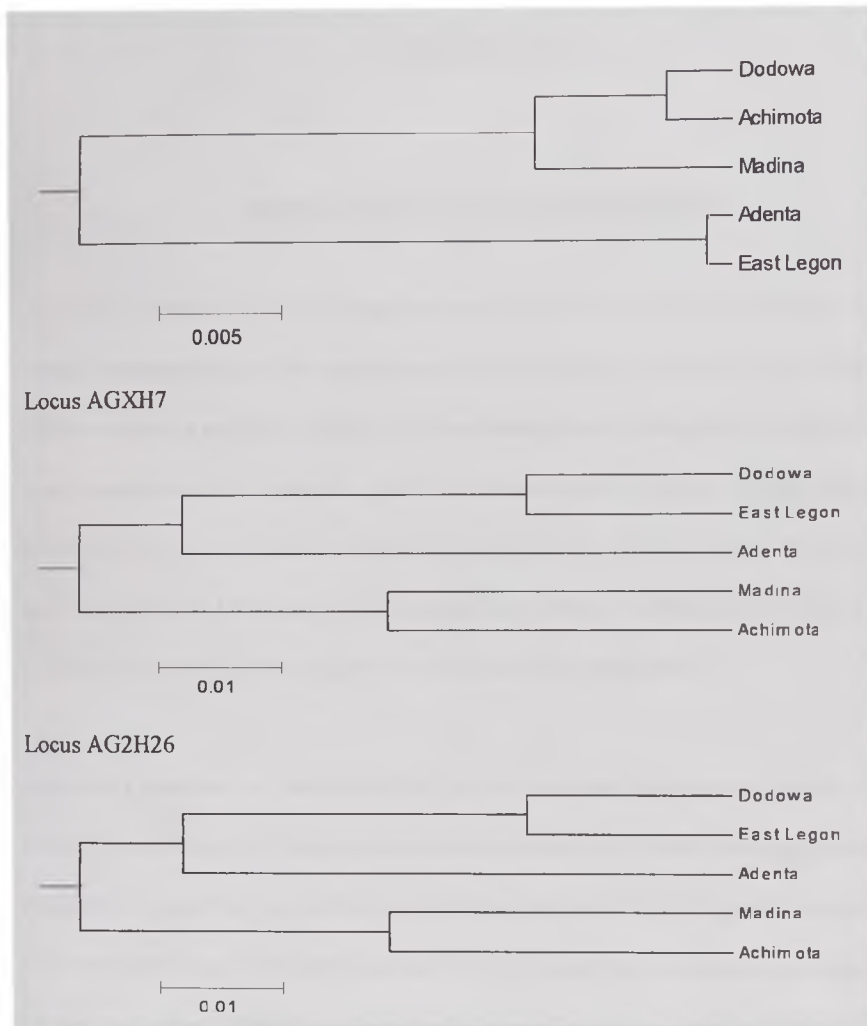 Dodowa
Achimota
Madina
Adenta
East Legon
0.005
Locus AGXH7
Dodowa
East Legon
Adenta
Madina
Achimota
0.01
Locus AG2H26
Dodowa
East Legon
Adenta
Madina
Achimota
0.01